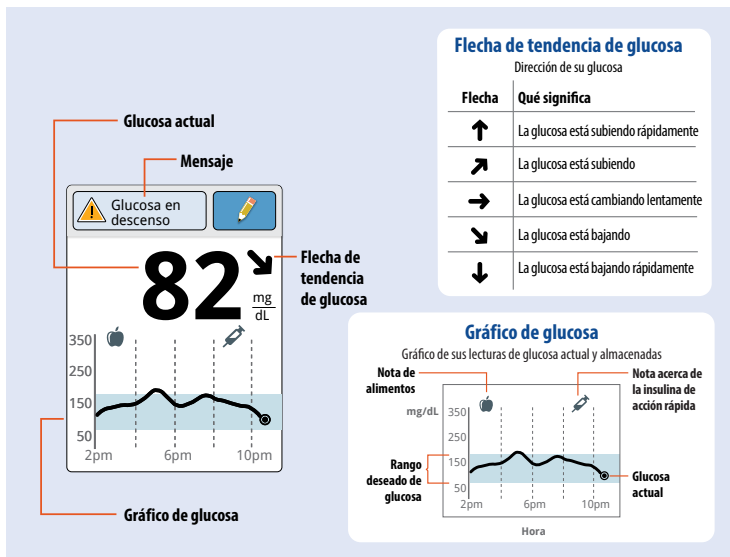 Glucosa actual
Mensaje
Glucosa en
descenso
82
mg
dL
Flecha de
tendencia
de glucosa
350
250
150
50
2pm 6pm 10pm
Gráfico de glucosa
Flecha de tendencia de glucosa
Dirección de su glucosa
Flecha Qué significa
↑ La glucosa está subiendo rápidamente
↗ La glucosa está subiendo
→ La glucosa está cambiando lentamente
↘ La glucosa está bajando
↓ La glucosa está bajando rápidamente
Gráfico de glucosa
Gráfico de sus lecturas de glucosa actual y almacenadas
Nota de
alimentos
Nota acerca de
la insulina de
acción rápida
mg/dL
350
250
150
50
Rango
deseado de
glucosa
Glucosa
actual
2pm 6pm 10pm
Hora